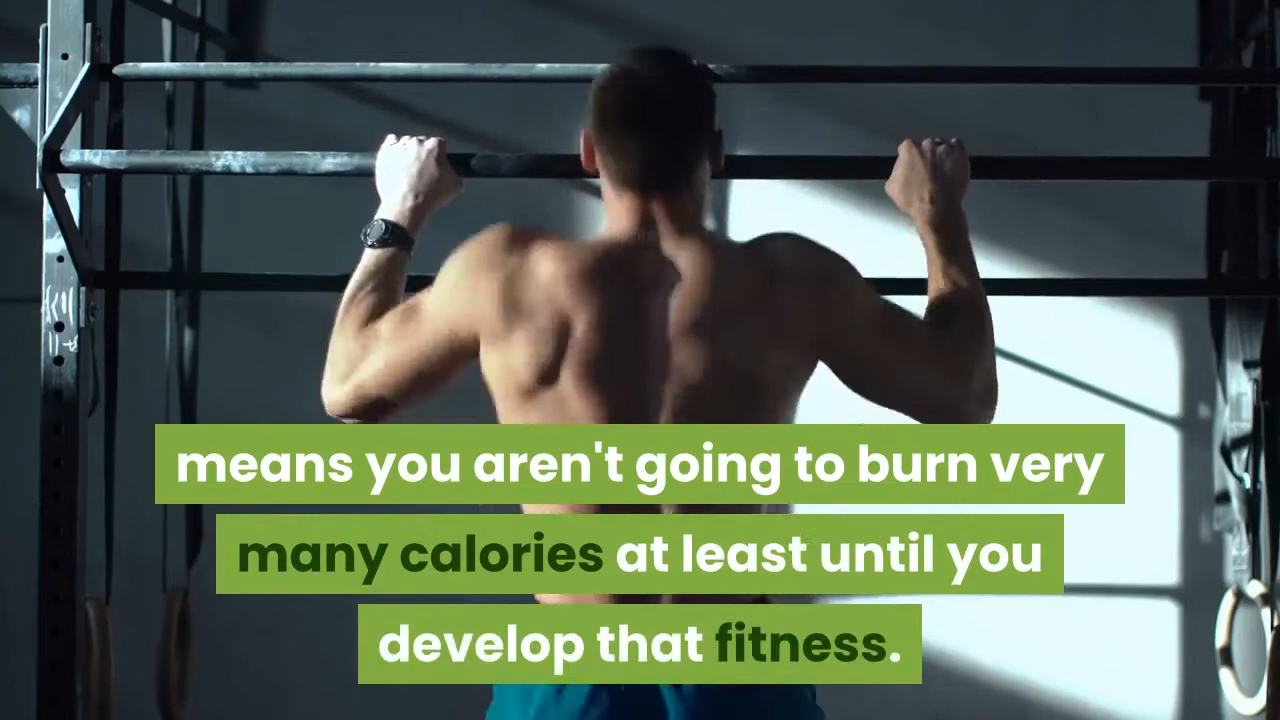 means you aren't going to burn very
many calories at least until you
develop that fitness.